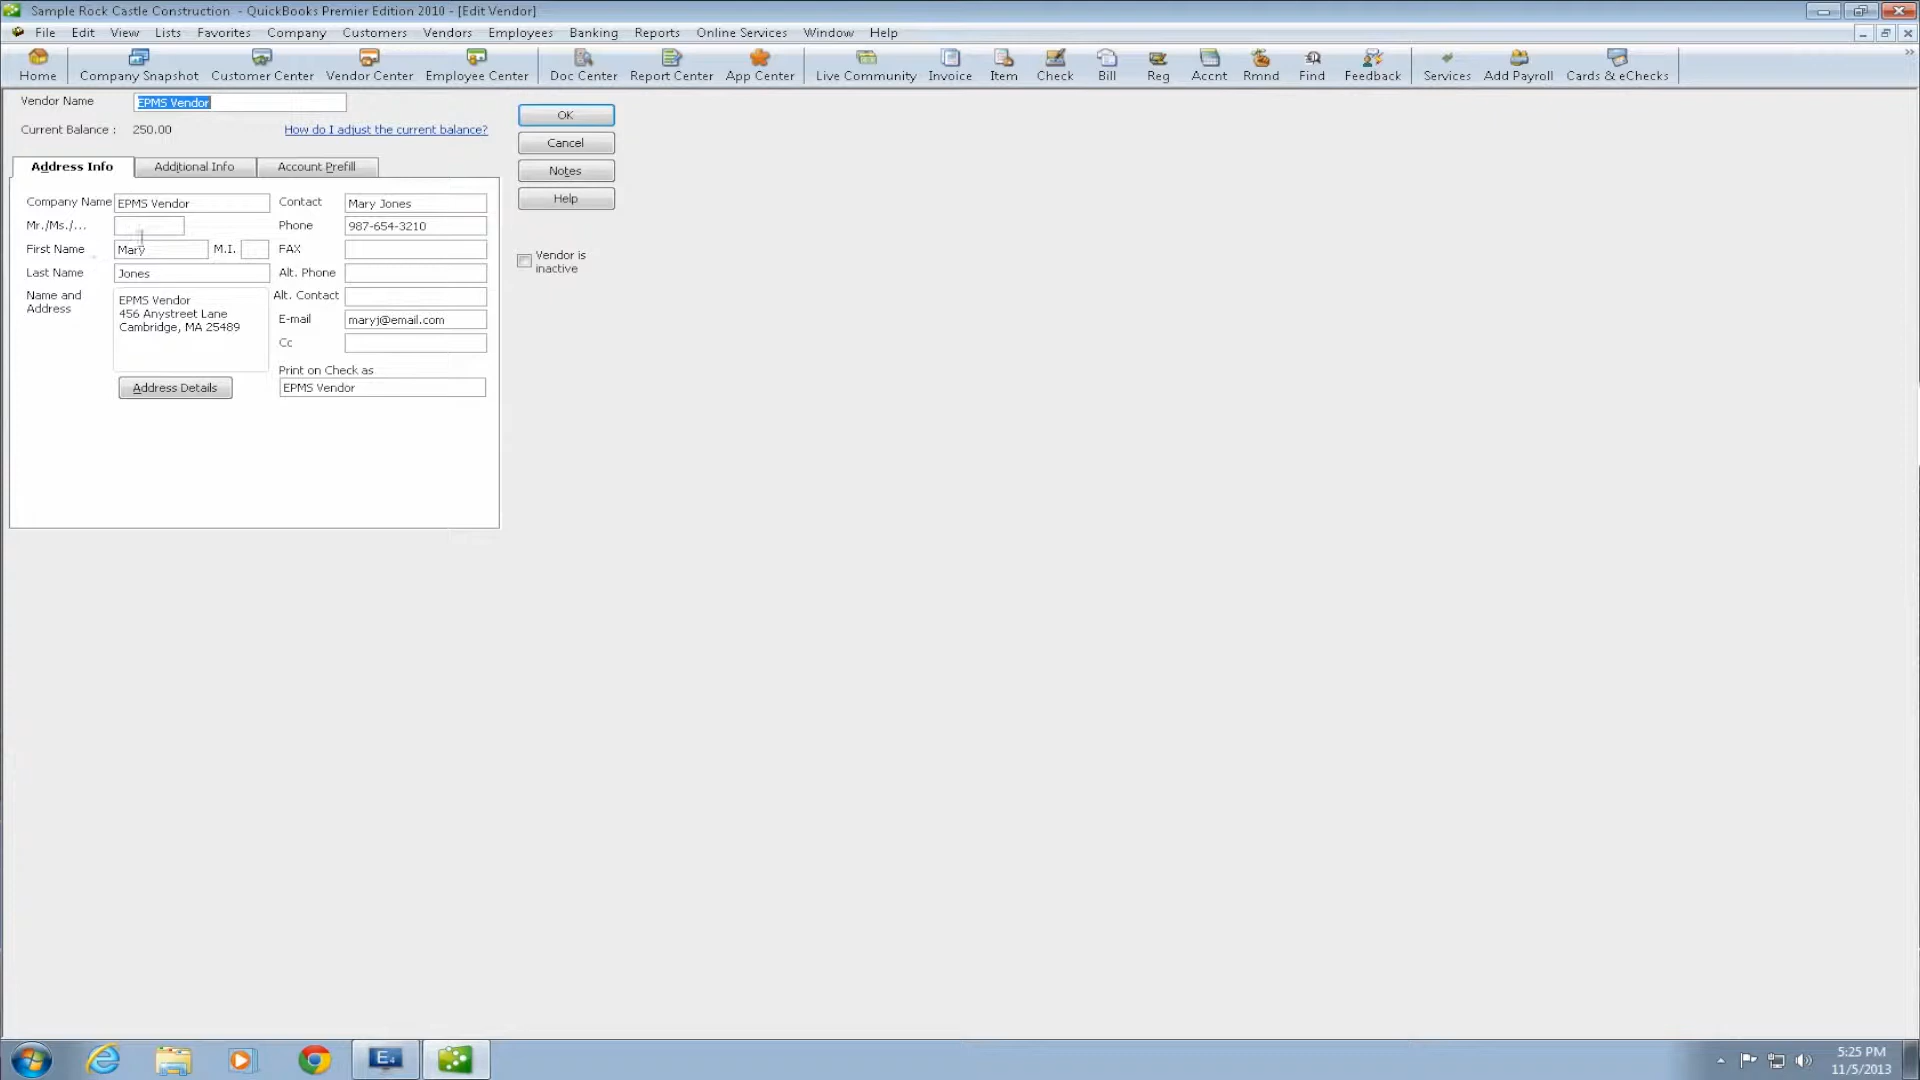 Sample Rock Castle Construction - QuickBooks Premier Edition 2010 - [Edit Vendor]
File Edit View Lists Favorites Company Customers Vendors Employees Banking Reports Online Services Window Help
Home Company Snapshot Customer Center Vendor Center Employee Center Doc Center Report Center App Center Live Community Invoice Item Check Bill Reg Accnt Rmnd Find Feedback Services Add Payroll Cards & eChecks
Vendor Name EPMS Vendor
OK
Current Balance : 250.00 How do I adjust the current balance?
Cancel
Address Info Additional Info Account Prefill
Notes
Help
Company Name EPMS Vendor Contact Mary Jones
Mr./Ms./... Phone 987-654-3210
First Name Mary M.I. FAX
Vendor is inactive
Last Name Jones Alt. Phone
Name and Address
EPMS Vendor
456 Anystreet Lane
Cambridge, MA 25489
Alt. Contact
E-mail maryj@email.com
Cc
Print on Check as
Address Details EPMS Vendor
E4
5:25 PM
11/5/2013